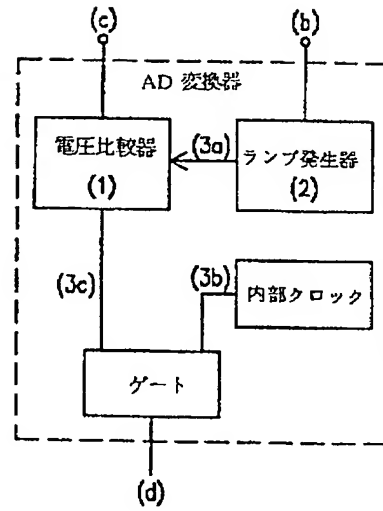 (c)
(b)
AD 変換器
電圧比較器
(1)
(3a)
ランプ発生器
(2)
(3c)
(3b)
内部クロック
ゲート
(d)